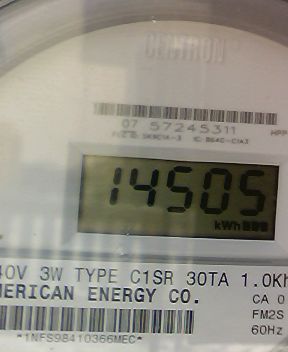 CENTRON
07 57245311
14505
kWh
40V 3W TYPE C1SR 30TA 1.0Kh
MERICAN ENERGY CO.
CA 0
FM2S
60Hz
*1NFS98410366MEC*